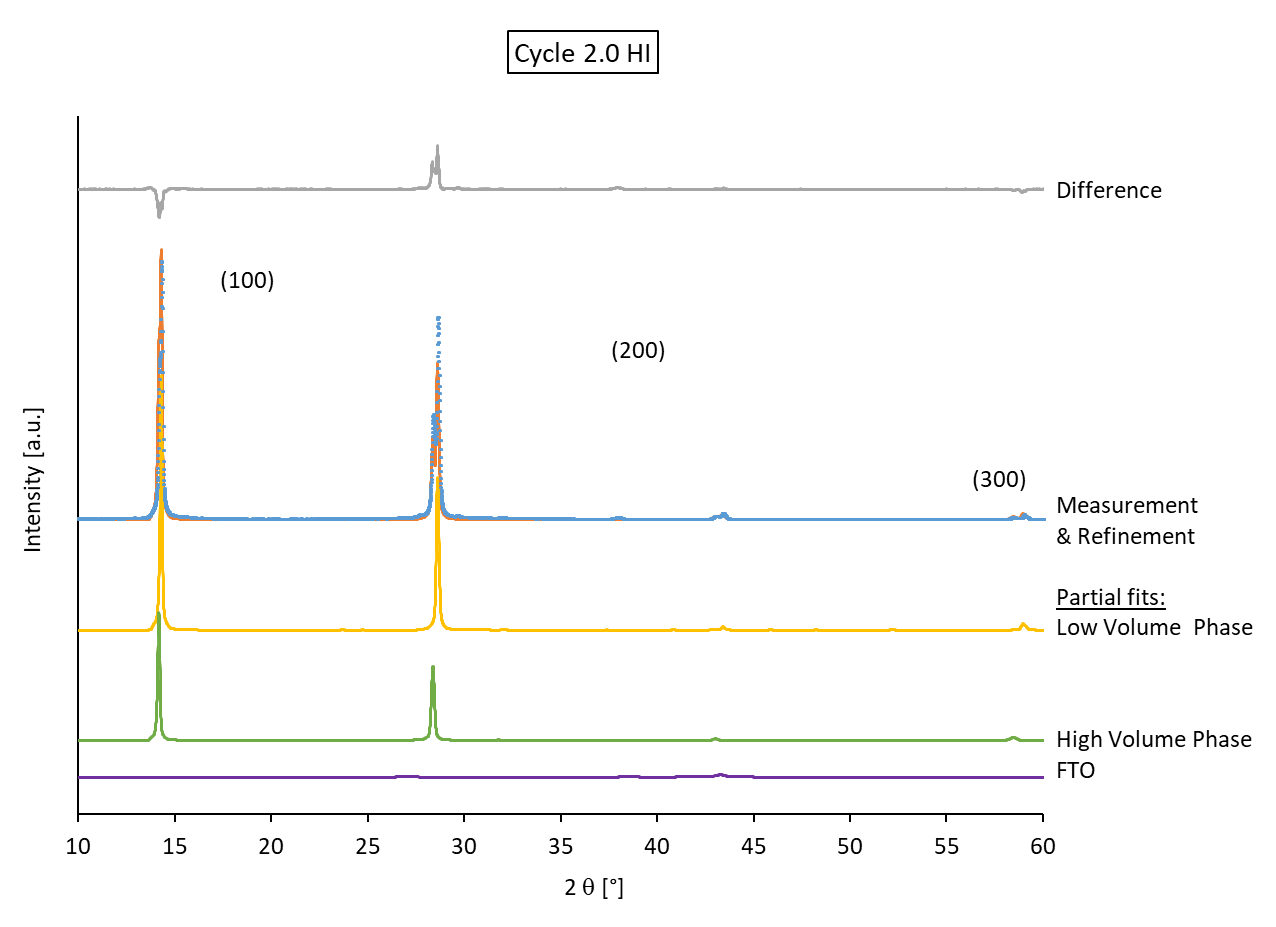 Cycle 2.0 HI
Difference
(100)
(200)
(300)
Intensity [a.u.]
Measurement
& Refinement
Partial fits:
Low Volume  Phase
High Volume Phase
FTO
10 15 20 25 30 35 40 45 50 55 60
2 θ [°]